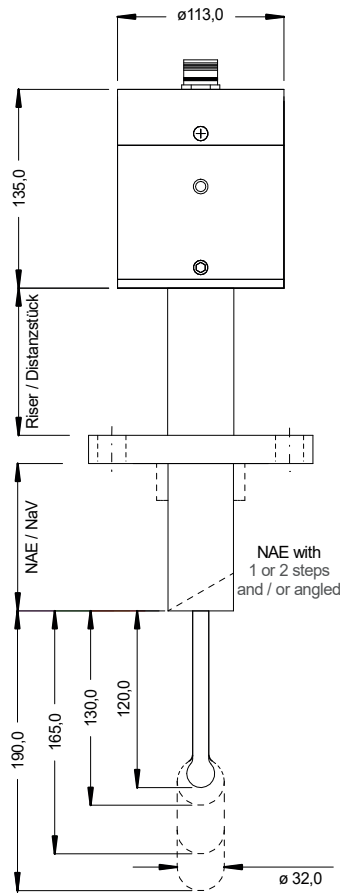 ø113,0
135,0
Riser / Distanzstück
NAE / NaV
NAE with
1 or 2 steps
and / or angled
190,0
165,0
130,0
120,0
ø 32,0